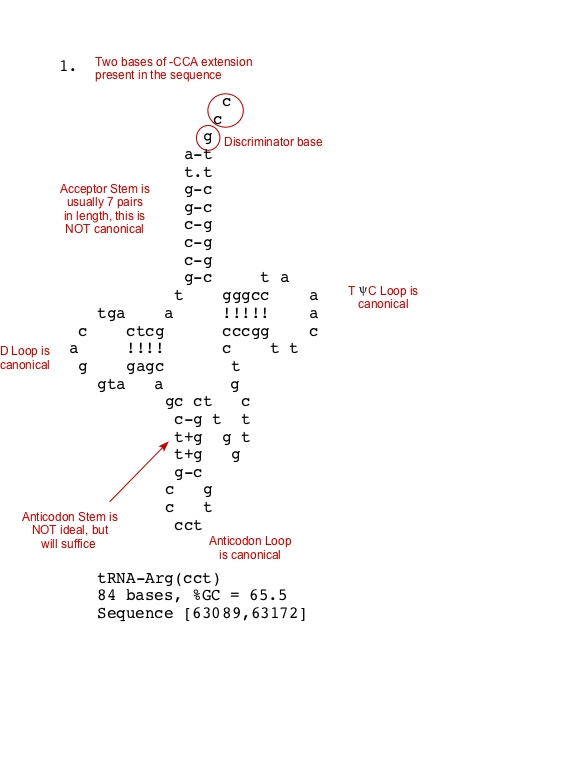 1. Two bases of -CCA extension
present in the sequence
c
c
g Discriminator base
a-t
t.t
Acceptor Stem is
usually 7 pairs
in length, this is
NOT canonical
g-c
g-c
c-g
c-g
c-g
g-c t a
t gggcc a
T ψC Loop is
canonical
tga a !!!!! a
c ctcg cccgg c
D Loop is
canonical
a !!!! c t t
g gagc t
gta a g
gc ct c
c-g t t
t+g g t
t+g g
g-c
c g
c t
cct
Anticodon Stem is
NOT ideal, but
will suffice
Anticodon Loop
is canonical
tRNA-Arg(cct)
84 bases, %GC = 65.5
Sequence [63089,63172]